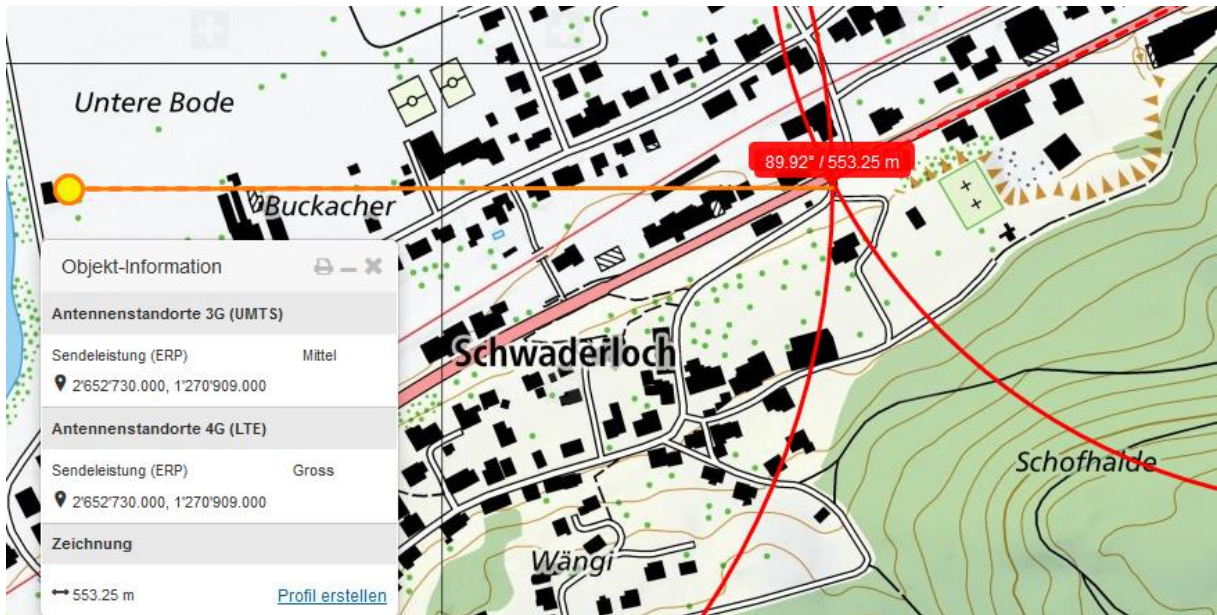 Untere Bode
89.92° / 553.25 m
Buckacher
Objekt-Information
Antennenstandorte 3G (UMTS)
Sendeleistung (ERP) Mittel
2'652'730.000, 1'270'909.000
Antennenstandorte 4G (LTE)
Sendeleistung (ERP) Gross
2'652'730.000, 1'270'909.000
Zeichnung
553.25 m Profil erstellen
Schwaderloch
Schofhalde
Wängi